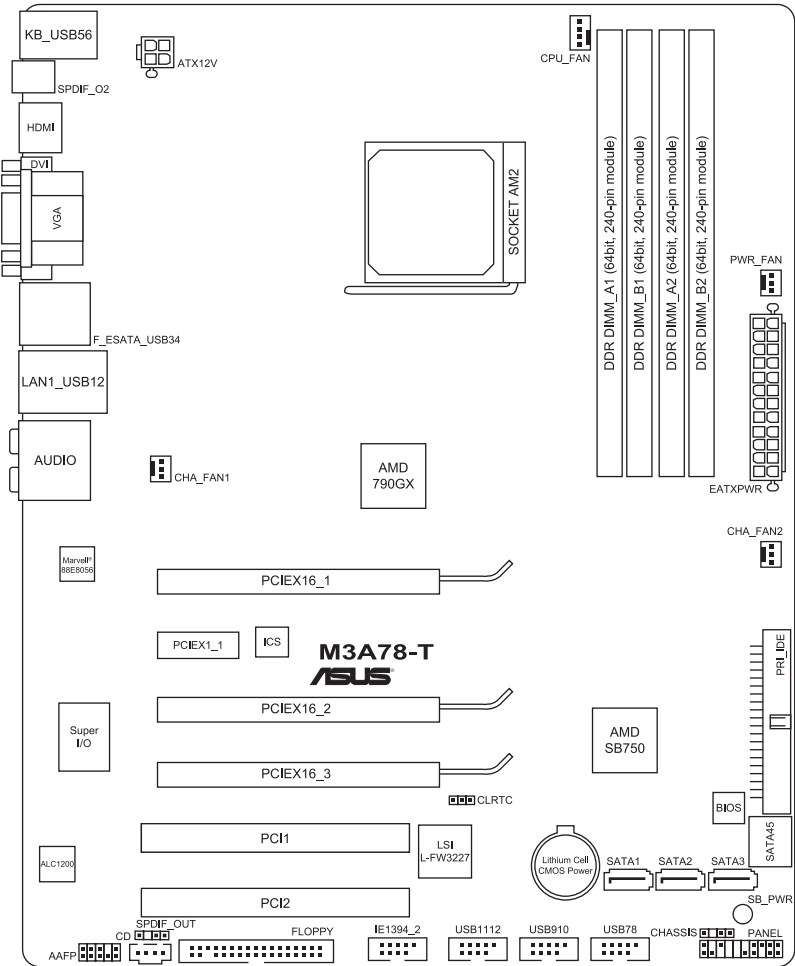 KB_USB56
SPDIF_O2
HDMI
DVI
VGA
F_ESATA_USB34
LAN1_USB12
AUDIO
ATX12V
CPU_FAN
SOCKET AM2
DDR DIMM_A1 (64bit, 240-pin module)
DDR DIMM_B1 (64bit, 240-pin module)
DDR DIMM_A2 (64bit, 240-pin module)
DDR DIMM_B2 (64bit, 240-pin module)
PWR_FAN
EATXPWR
CHA_FAN1
AMD
790GX
CHA_FAN2
Marvell®
88E8056
PCIEX16_1
PCIEX1_1
ICS
M3A78-T
ASUS
PRI_IDE
Super
I/O
PCIEX16_2
AMD
SB750
PCIEX16_3
CLRTC
BIOS
PCI1
LSI
L-FW3227
Lithium Cell
CMOS Power
SATA1
SATA2
SATA3
SATA45
ALC1200
PCI2
SB_PWR
AAFP
CD
SPDIF_OUT
FLOPPY
IE1394_2
USB1112
USB910
USB78
CHASSIS
PANEL